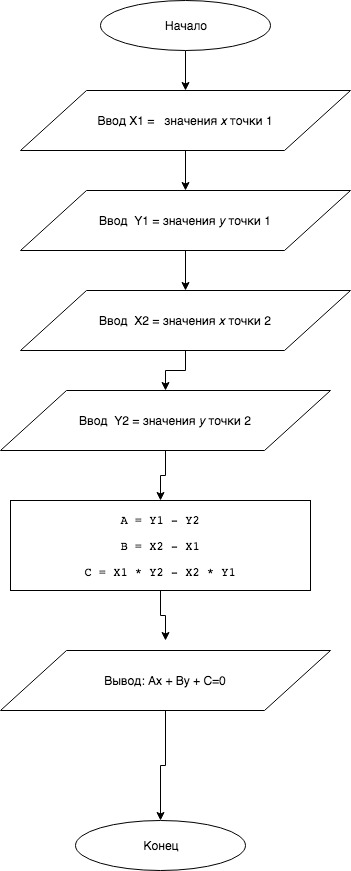 Начало
Ввод X1 = значения x точки 1
Ввод Y1 = значения y точки 1
Ввод X2 = значения x точки 2
Ввод Y2 = значения y точки 2
A = Y1 - Y2
B = X2 - X1
C = X1 * Y2 - X2 * Y1
Вывод: Ax + By + C=0
Конец